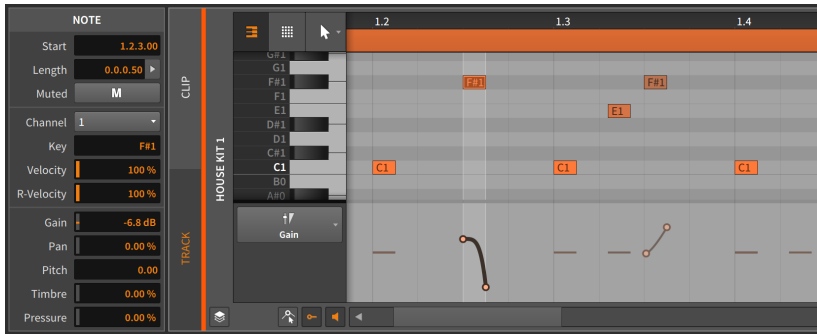 NOTE
Start 1.2.3.00
Length 0.0.0.50
Muted M
Channel 1
Key F#1
Velocity 100 %
R-Velocity 100 %
Gain -6.8 dB
Pan 0.00 %
Pitch 0.00
Timbre 0.00 %
Pressure 0.00 %
CLIP
TRACK
HOUSE KIT 1
1.2 1.3 1.4
G#1
G1
F#1 F#1 F#1
F1
E1 E1
D#1
D1
C#1
C1 C1 C1 C1
B0
A#0
Gain